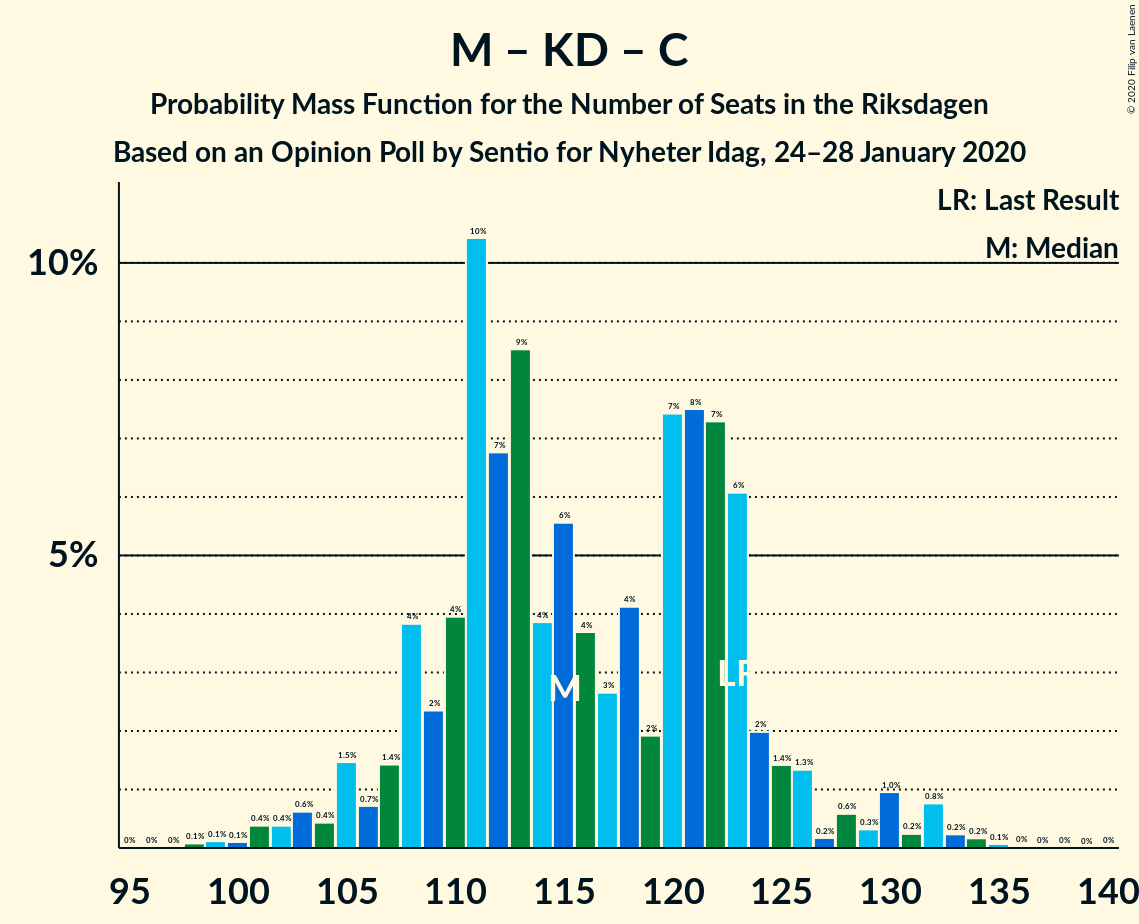 © 2020 Filip van Laenen
M – KD – C
Probability Mass Function for the Number of Seats in the Riksdagen
Based on an Opinion Poll by Sentio for Nyheter Idag, 24–28 January 2020
LR: Last Result
M: Median
10%
5%
0% 0% 0% 0.1% 0.1% 0.1% 0.4% 0.4% 0.6% 0.4% 1.5% 0.7% 1.4% 4% 2% 4% 10% 7% 9% 4% 6% 4% 3% 4% 2% 7% 8% 7% 6% 2% 1.4% 1.3% 0.2% 0.6% 0.3% 1.0% 0.2% 0.8% 0.2% 0.2% 0.1% 0% 0% 0% 0% 0%
M LR
95 100 105 110 115 120 125 130 135 140